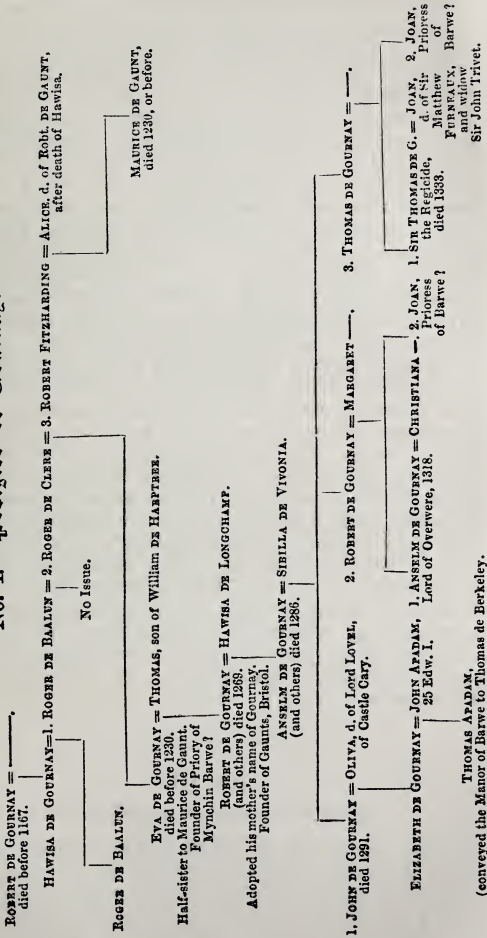 ROBERT DE GOURNAY = ——.
died before 1167.
HAWISA DE GOURNAY=1. ROGER DE BAALUN = 2. ROGER DE CLERE = 3. ROBERT FITZHARDING = ALICE, d. of Robt. DE GAUNT,
after death of Hawisa.
No Issue.
MAURICE DE GAUNT,
died 1230, or before.
ROGER DE BAALUN.
EVA DE GOURNAY = THOMAS, son of William DE HARPTREE.
died before 1230.
Half-sister to Maurice de Gaunt.
Founder of Priory of
Mynchin Barwe?
ROBERT DE GOURNAY = HAWISA DE LONGCHAMP.
(and others) died 1269.
Adopted his mother's name of Gournay.
Founder of Gaunts, Bristol.
ANSELM DE GOURNAY = SIBILLA DE VIVONIA.
(and others) died 1286.
1. JOHN DE GOURNAY = OLIVA, d. of Lord LOVEL,
died 1291.
of Castle Cary.
2. ROBERT DE GOURNAY = MARGARET ——.
3. THOMAS DE GOURNAY = ——.
ELIZABETH DE GOURNAY = JOHN APADAM,
25 Edw. I.
1. ANSELM DE GOURNAY = CHRISTIANA —.
Lord of Overwere, 1318.
2. JOAN,
Prioress
of Barwe?
1. SIR THOMAS DE G. = JOAN,
the Regicide,
died 1333.
d. of Sir
Matthew
FURNEAUX,
and widow
Sir John Trivet.
2. JOAN,
Prioress
of
Barwe?
THOMAS APADAM,
(conveyed the Manor of Barwe to Thomas de Berkeley.